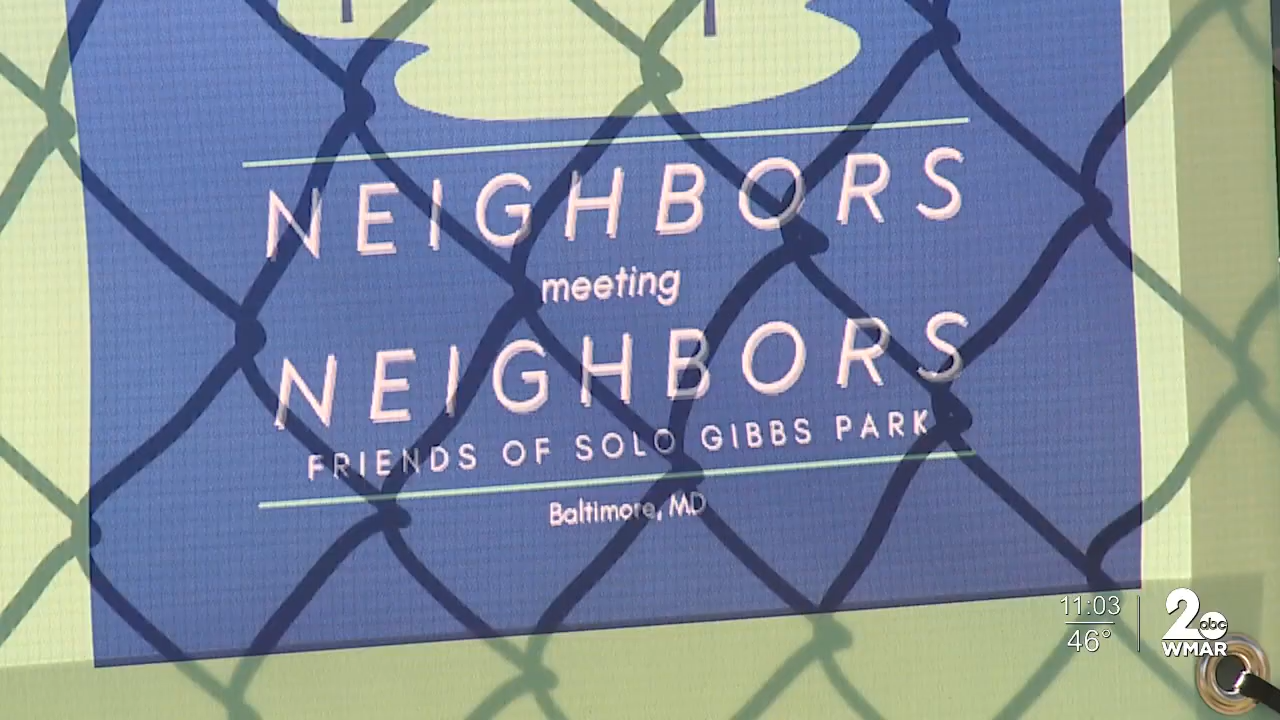 NEIGHBORS
meeting
NEIGHBORS
FRIENDS OF SOLO GIBBS PARK
Baltimore, MD
11:03
46°
2
abc
WMAR